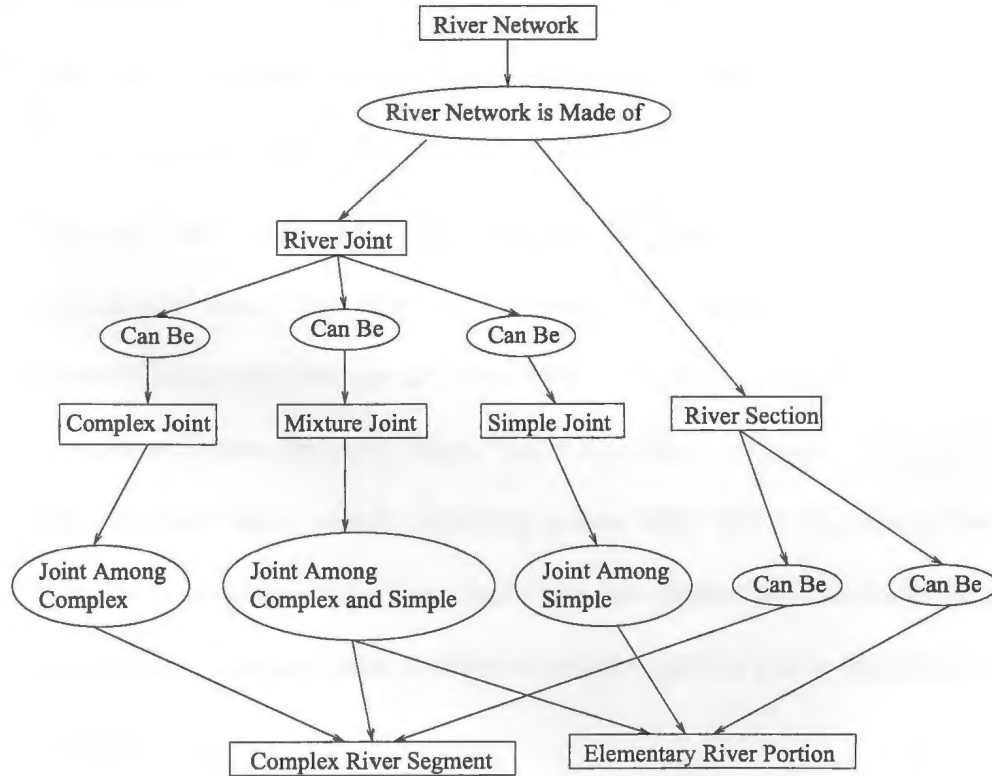 River Network
River Network is Made of
River Joint
Can Be
Can Be
Can Be
Complex Joint
Mixture Joint
Simple Joint
River Section
Joint Among
Complex
Joint Among
Complex and Simple
Joint Among
Simple
Can Be
Can Be
Complex River Segment
Elementary River Portion